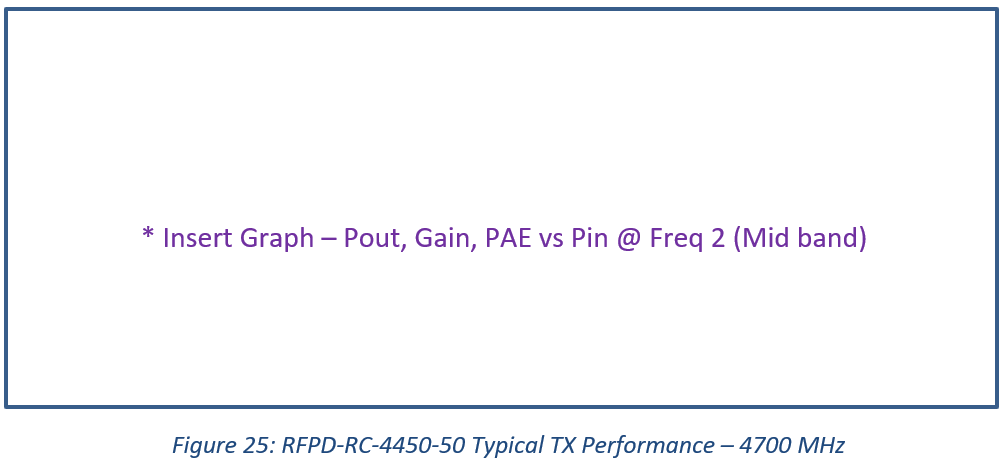 * Insert Graph – Pout, Gain, PAE vs Pin @ Freq 2 (Mid band)
Figure 25: RFPD-RC-4450-50 Typical TX Performance – 4700 MHz